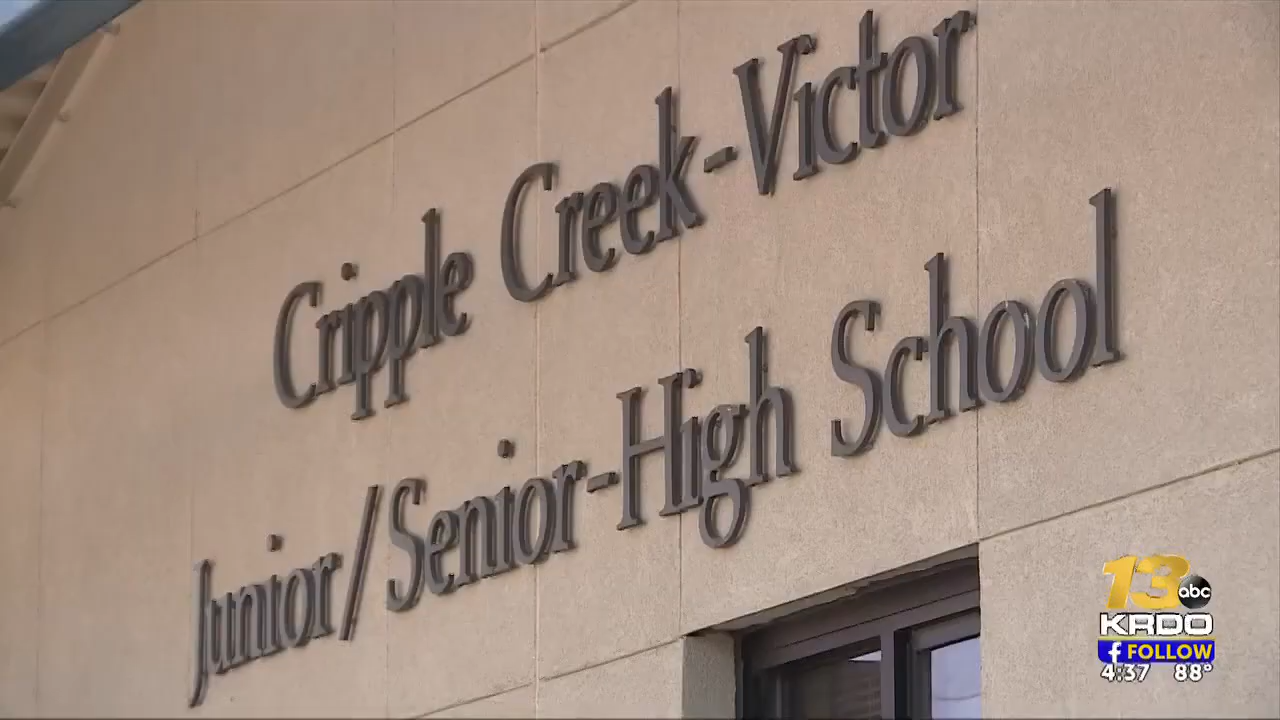 Cripple Creek-Victor
Junior/Senior-High School
13 abc
KRDO
f FOLLOW
4:37 88°